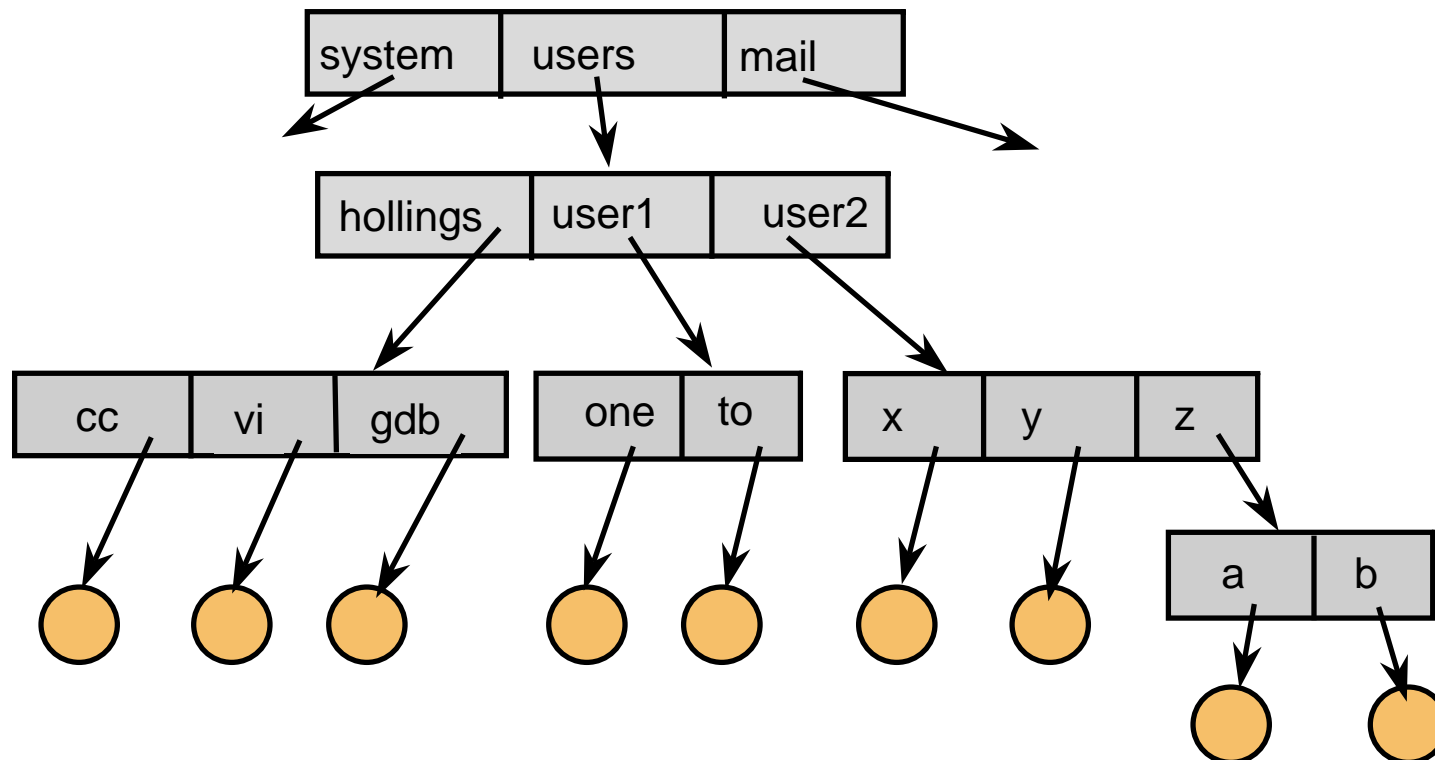 system users mail
hollings user1 user2
cc vi gdb one to x y z
a b